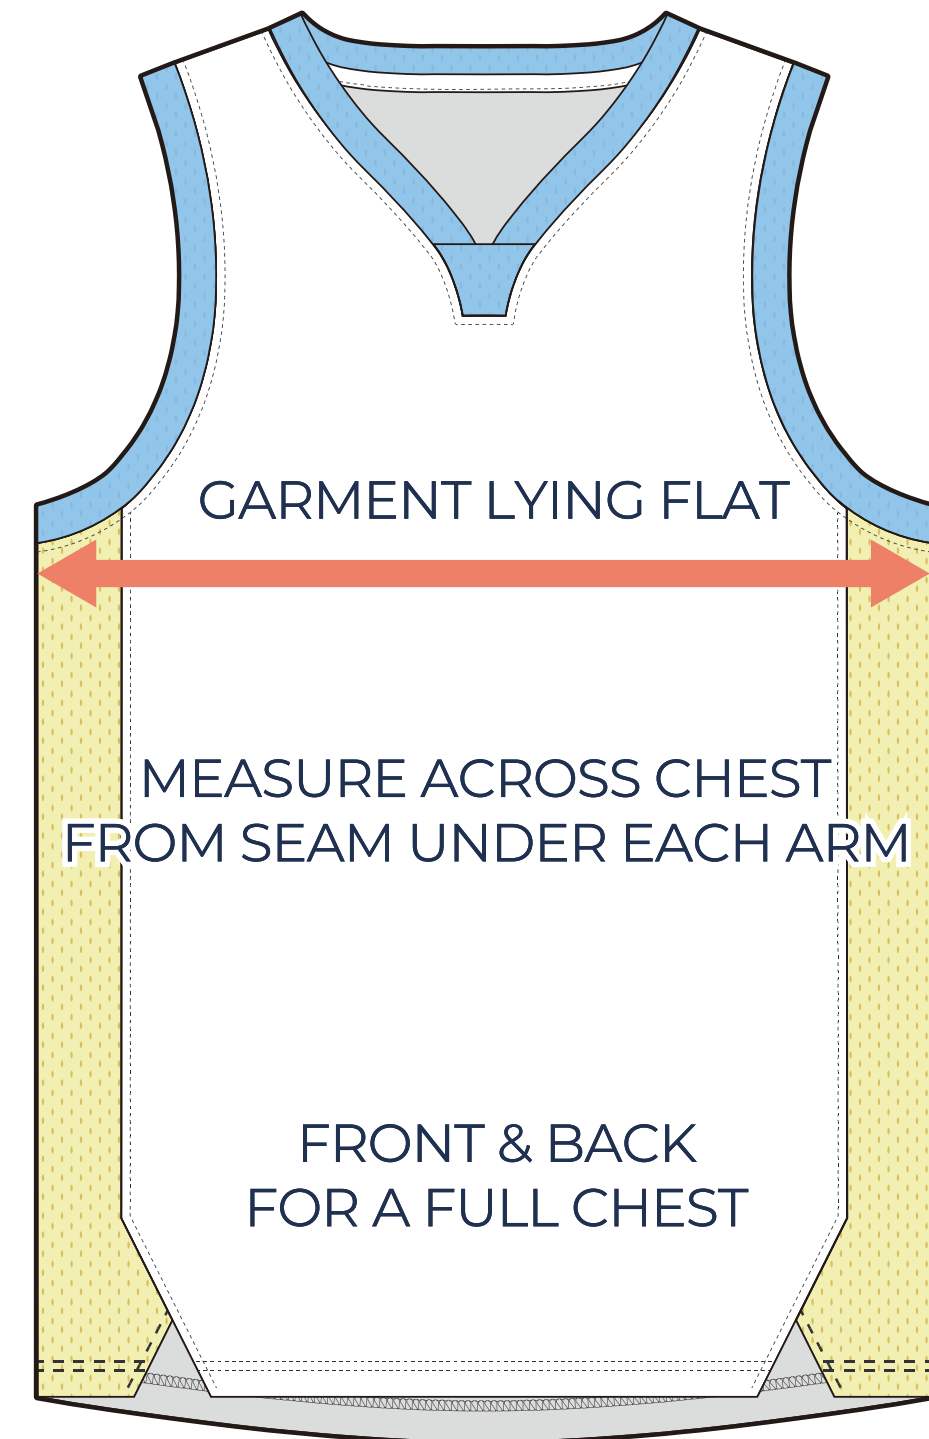 GARMENT LYING FLAT
MEASURE ACROSS CHEST
FROM SEAM UNDER EACH ARM
FRONT & BACK
FOR A FULL CHEST